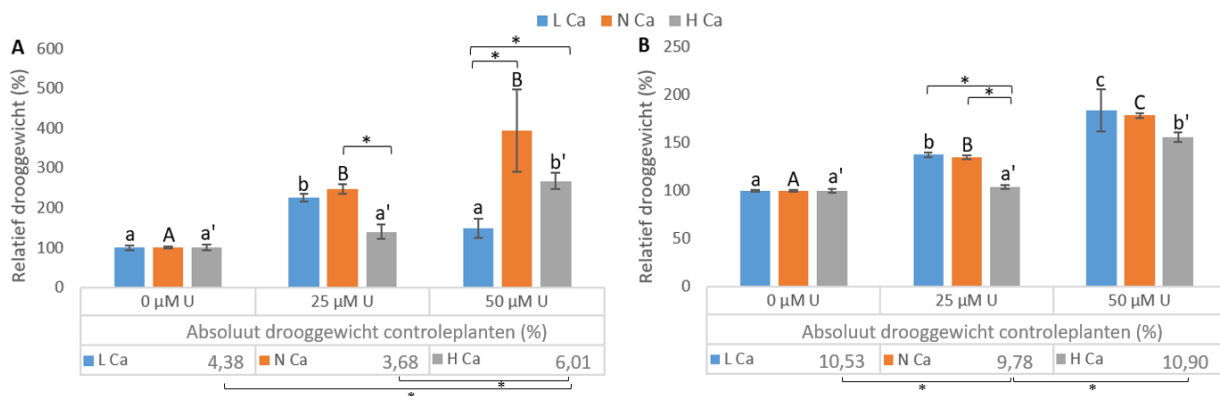 L Ca N Ca H Ca
A
Relatief drooggewicht (%)
600
500
400
300
200
100
0
a A a'
b B a'
*
a B b'
*
*
0 µM U 25 µM U 50 µM U
Absoluut drooggewicht controleplanten (%)
L Ca 4,38 N Ca 3,68 H Ca 6,01
*
*
B
Relatief drooggewicht (%)
250
200
150
100
50
0
a A a'
b B a'
*
*
c C b'
0 µM U 25 µM U 50 µM U
Absoluut drooggewicht controleplanten (%)
L Ca 10,53 N Ca 9,78 H Ca 10,90
* *